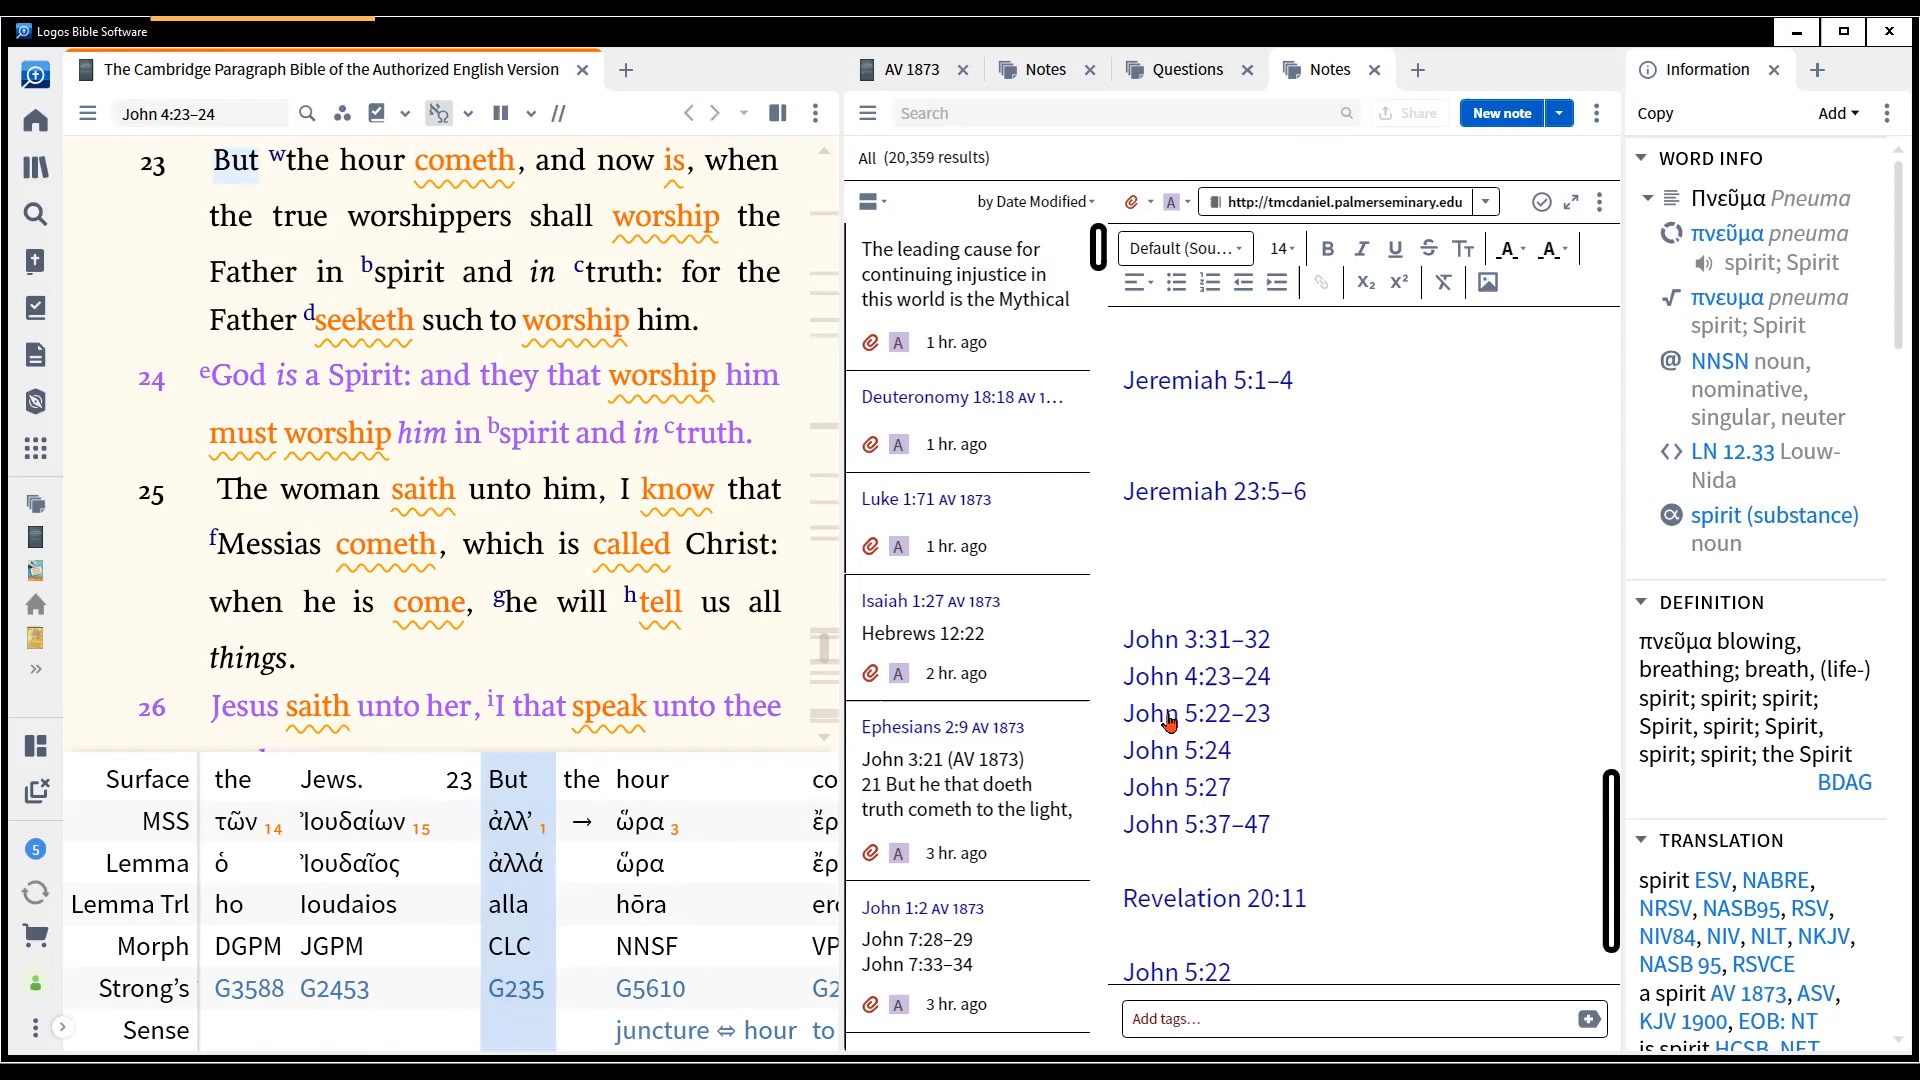 Logos Bible Software
The Cambridge Paragraph Bible of the Authorized English Version
John 4:23–24
23 But wthe hour cometh, and now is, when
the true worshippers shall worship the
Father in bspirit and in ctruth: for the
Father dseeketh such to worship him.
24 eGod is a Spirit: and they that worship him
must worship him in bspirit and in ctruth.
25 The woman saith unto him, I know that
fMessias cometh, which is called Christ:
when he is come, ghe will htell us all
things.
26 Jesus saith unto her, iI that speak unto thee
Surface the Jews. 23 But the hour co
MSS τῶν 14 Ἰουδαίων 15 ἀλλ’ 1 → ὥρα 3 ἔρ
Lemma ὁ Ἰουδαῖος ἀλλά ὥρα ἔρ
Lemma Trl ho Ioudaios alla hōra er
Morph DGPM JGPM CLC NNSF VP
Strong’s G3588 G2453 G235 G5610 G2
Sense juncture ⇔ hour to
5
AV 1873
Notes
Questions
Notes
Search
Share
New note
All (20,359 results)
by Date Modified
http://tmcdaniel.palmerseminary.edu
Default (Sou... 14
The leading cause for
continuing injustice in
this world is the Mythical
A 1 hr. ago
Deuteronomy 18:18 AV 1…
A 1 hr. ago
Luke 1:71 AV 1873
A 1 hr. ago
Isaiah 1:27 AV 1873
Hebrews 12:22
A 2 hr. ago
Ephesians 2:9 AV 1873
John 3:21 (AV 1873)
21 But he that doeth
truth cometh to the light,
A 3 hr. ago
John 1:2 AV 1873
John 7:28–29
John 7:33–34
A 3 hr. ago
Jeremiah 5:1–4
Jeremiah 23:5–6
John 3:31–32
John 4:23–24
John 5:22–23
John 5:24
John 5:27
John 5:37–47
Revelation 20:11
John 5:22
Add tags…
Information
Copy
Add
WORD INFO
Πνεῦμα Pneuma
πνεῦμα pneuma
spirit; Spirit
πνευμα pneuma
spirit; Spirit
NNSN noun,
nominative,
singular, neuter
LN 12.33 Louw-
Nida
spirit (substance)
noun
DEFINITION
πνεῦμα blowing,
breathing; breath, (life-)
spirit; spirit; spirit;
Spirit, spirit; Spirit,
spirit; spirit; the Spirit
BDAG
TRANSLATION
spirit ESV, NABRE,
NRSV, NASB95, RSV,
NIV84, NIV, NLT, NKJV,
NASB 95, RSVCE
a spirit AV 1873, ASV,
KJV 1900, EOB: NT
is spirit HCSB, NET